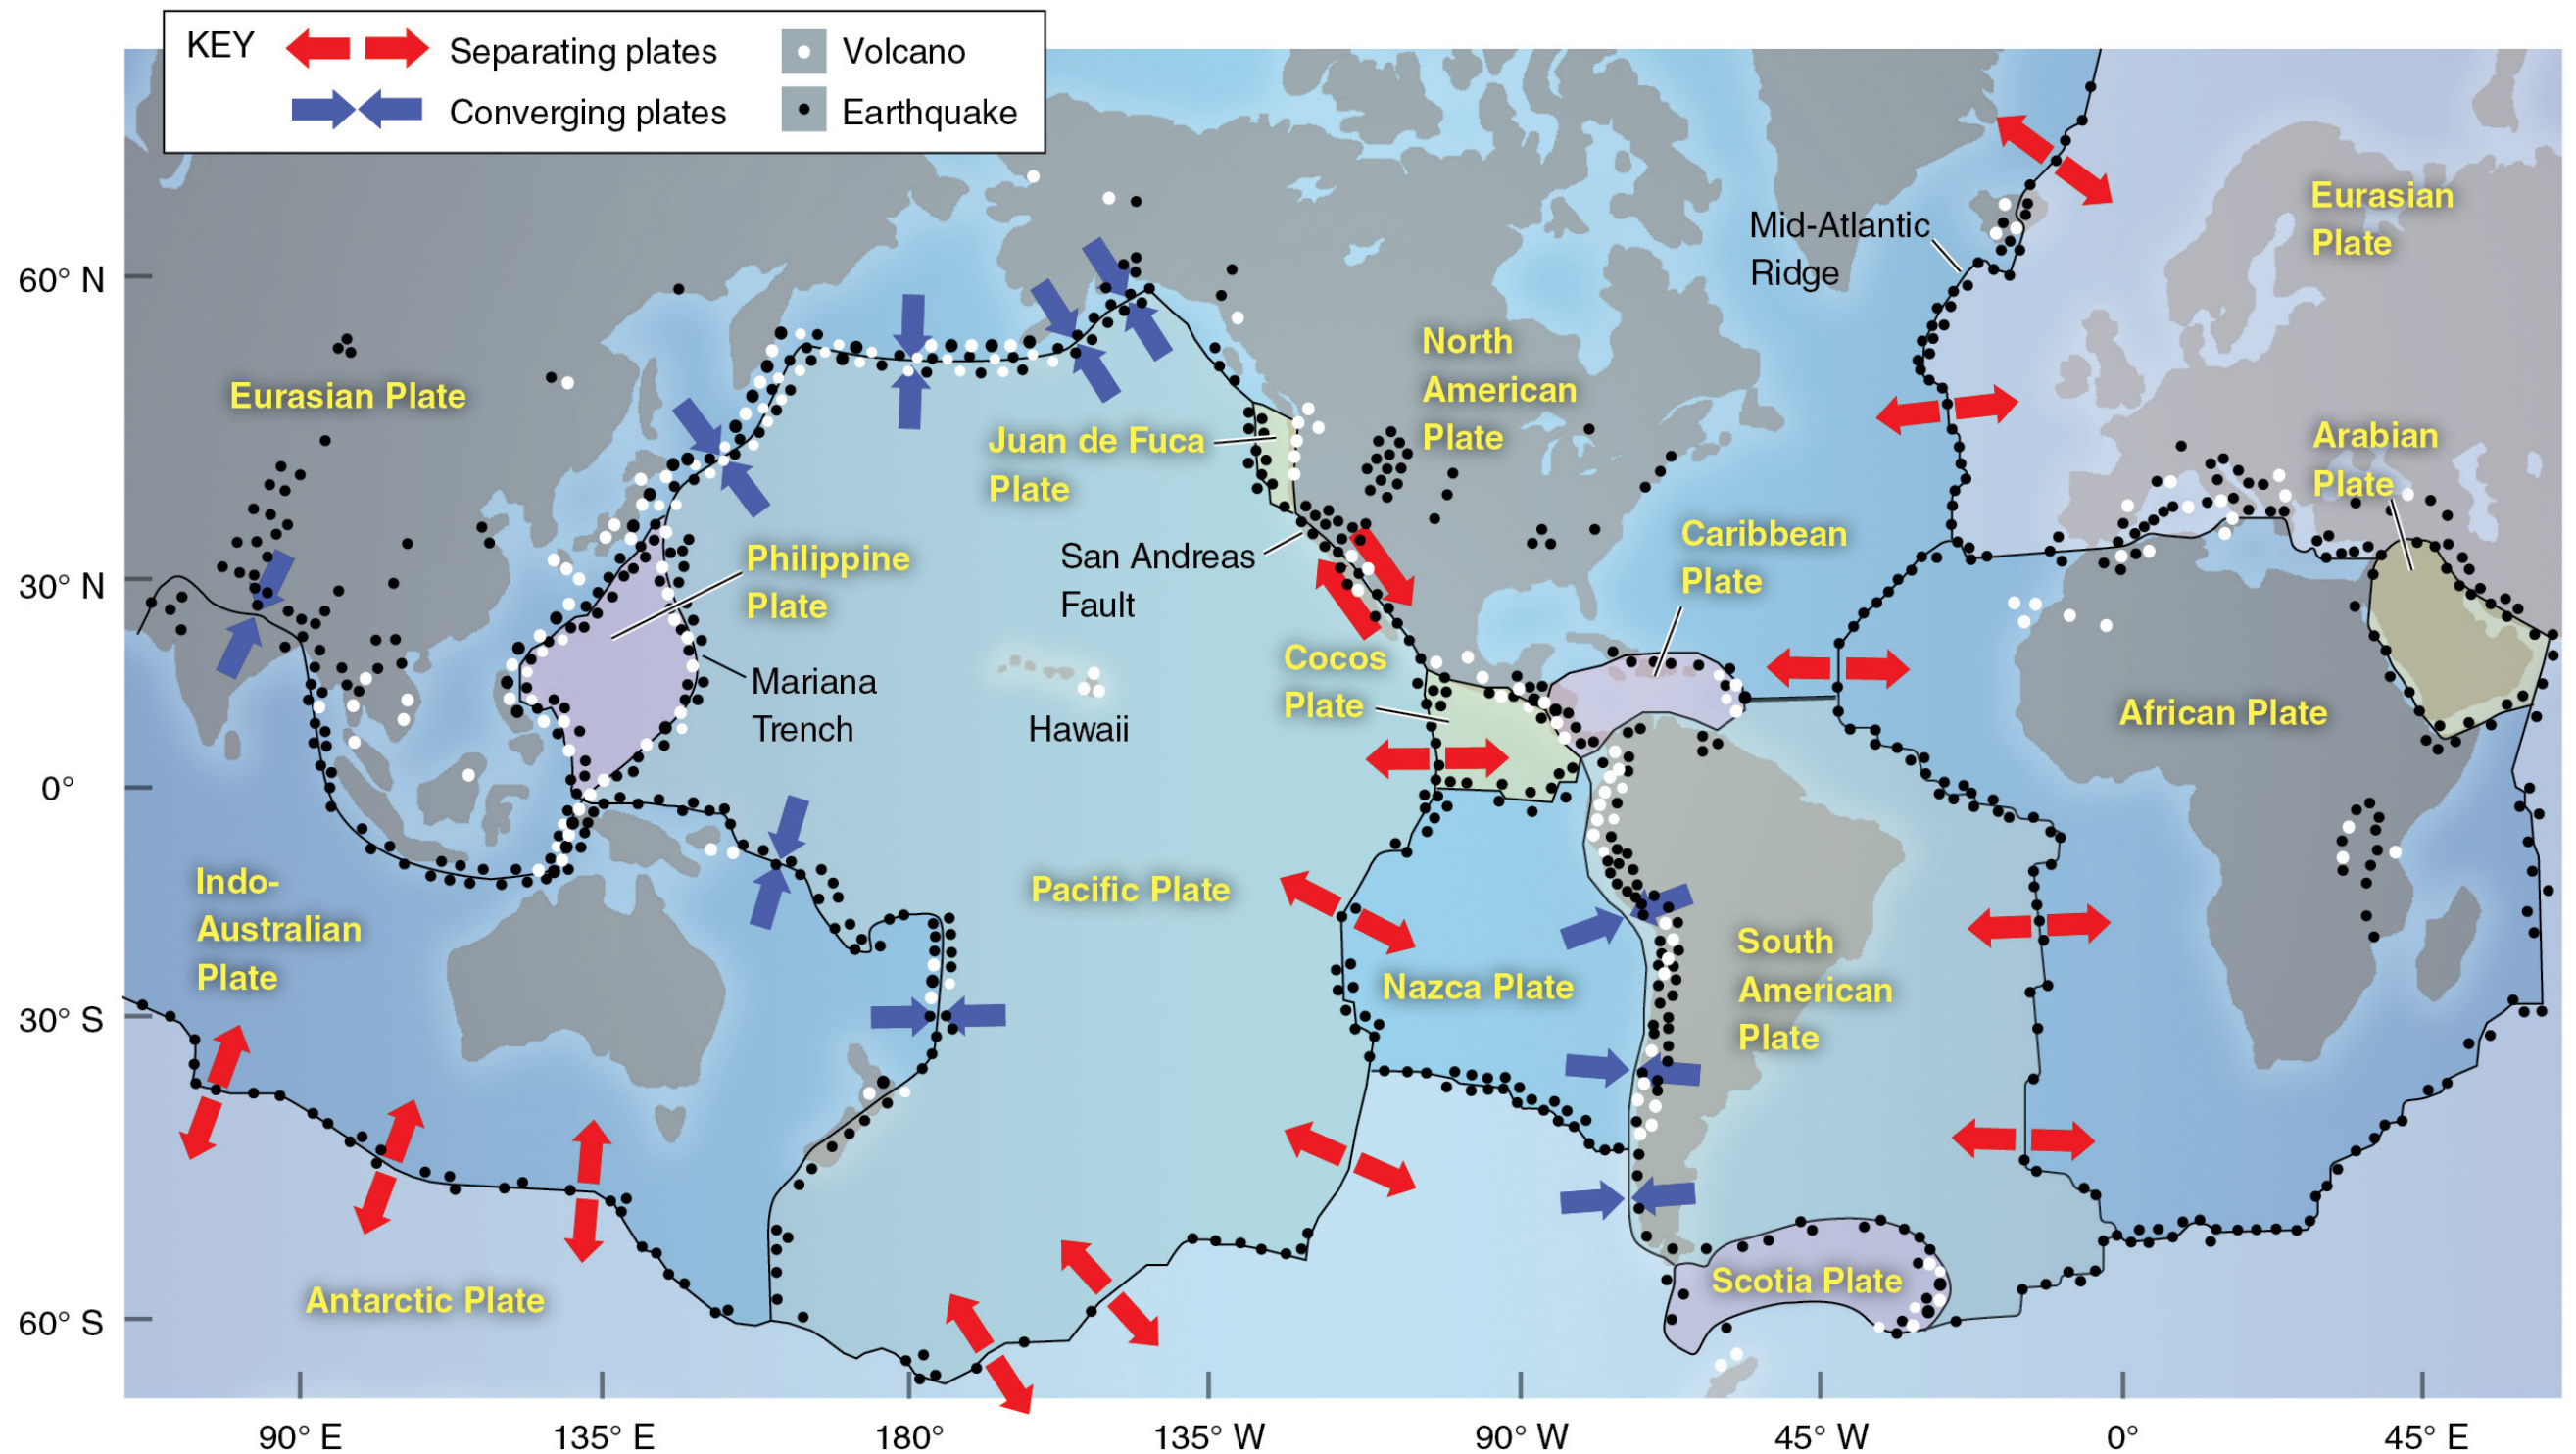 KEY
Separating plates
Converging plates
Volcano
Earthquake
60° N
30° N
0°
30° S
60° S
90° E
135° E
180°
135° W
90° W
45° W
0°
45° E
Eurasian Plate
Philippine
Plate
Mariana
Trench
Indo-
Australian
Plate
Antarctic Plate
Pacific Plate
Hawaii
Juan de Fuca
Plate
San Andreas
Fault
North
American
Plate
Cocos
Plate
Caribbean
Plate
Nazca Plate
South
American
Plate
Scotia Plate
Mid-Atlantic
Ridge
Eurasian
Plate
Arabian
Plate
African Plate